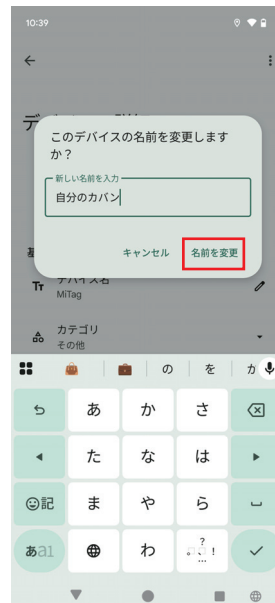 10:39
このデバイスの名前を変更します
か？
新しい名前を入力
自分のカバン
キャンセル
名前を変更
デバイス名
MiTag
カテゴリ
その他
の
を
か
あ
か
さ
た
な
は
記
ま
や
ら
あa1
わ
。、?!…